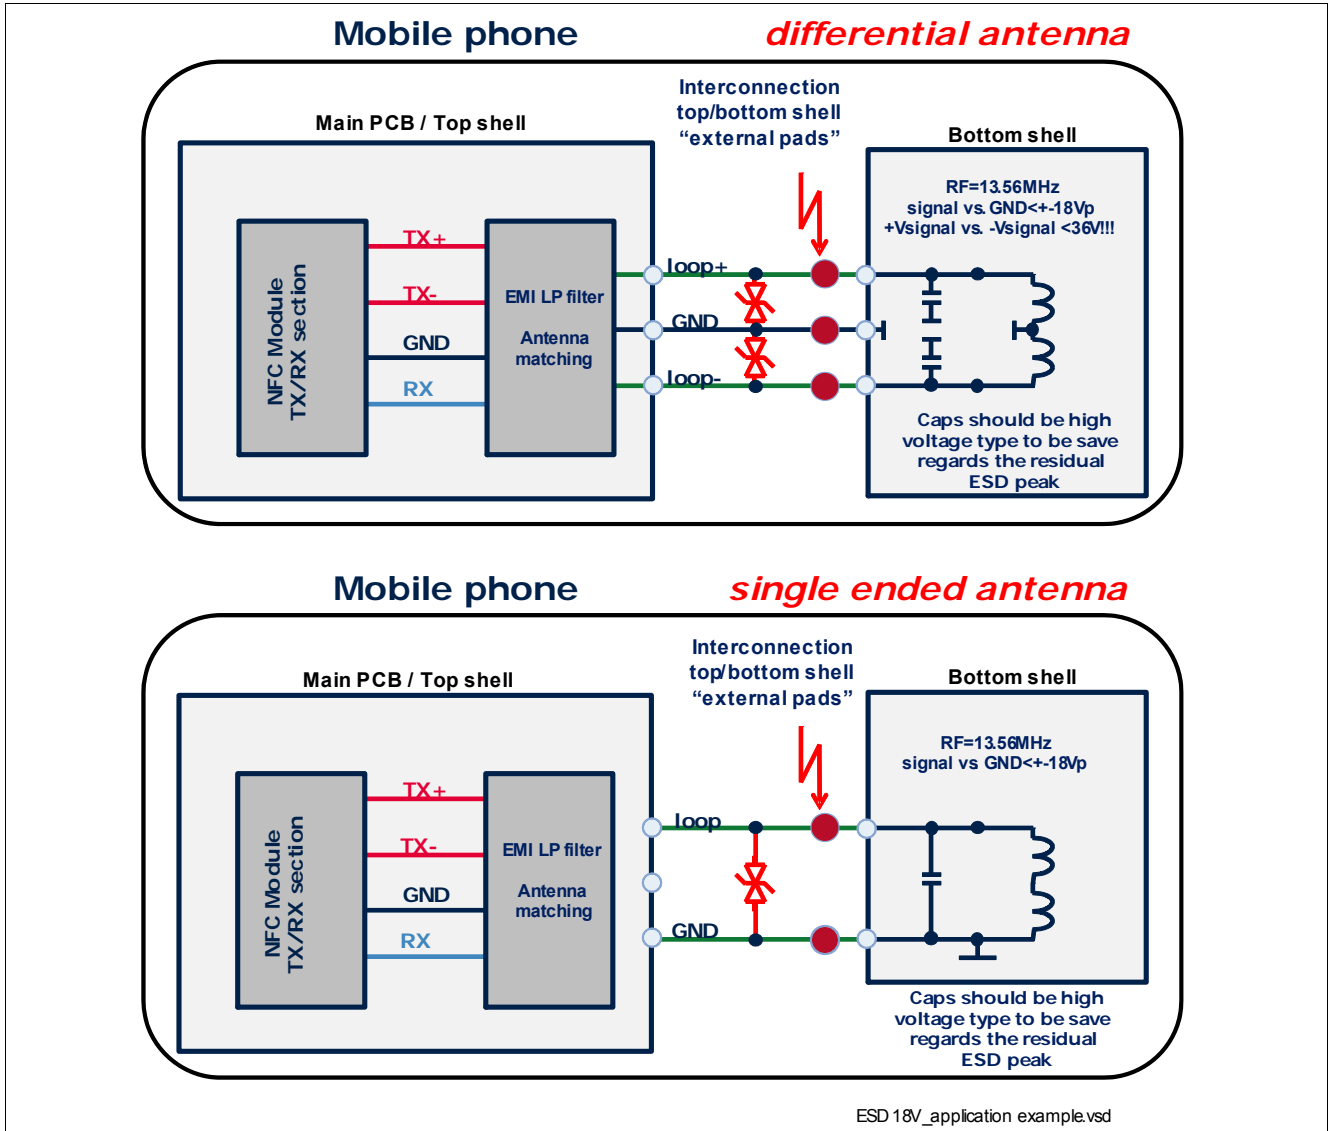 Mobile phone
differential antenna
Interconnection
top/bottom shell
“external pads”
Main PCB / Top shell
Bottom shell
RF=13.56MHz
signal vs. GND<+-18Vp
+Vsignal vs. -Vsignal <36V!!!
NFC Module
TX/RX section
TX+
TX-
GND
RX
EMI LP filter
Antenna
matching
loop+
GND
loop-
Caps should be high
voltage type to be save
regards the residual
ESD peak
Mobile phone
single ended antenna
Interconnection
top/bottom shell
“external pads”
Main PCB / Top shell
Bottom shell
RF=13.56MHz
signal vs GND<+-18Vp
NFC Module
TX/RX section
TX+
TX-
GND
RX
EMI LP filter
Antenna
matching
loop
GND
Caps should be high
voltage type to be save
regards the residual
ESD peak
ESD 18V_application example.vsd